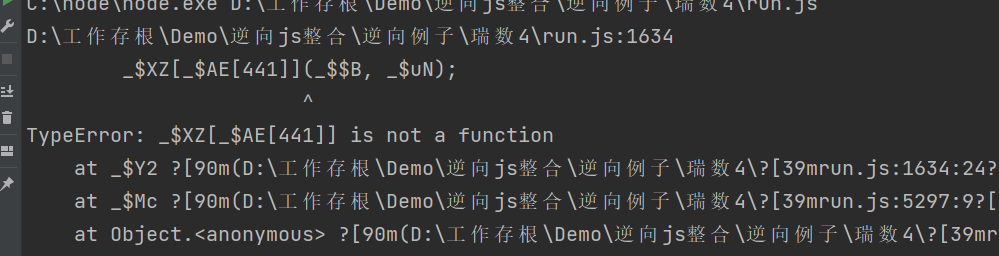 C:\node\node.exe D:\工作存根\Demo\逆向js整合\逆向例子\瑞数4\run.js
D:\工作存根\Demo\逆向js整合\逆向例子\瑞数4\run.js:1634
_$XZ[_$AE[441]](_$$B, _$uN);
^
TypeError: _$XZ[_$AE[441]] is not a function
at _$Y2 ?[90m(D:\工作存根\Demo\逆向js整合\逆向例子\瑞数4\?[39mrun.js:1634:24?
at _$Mc ?[90m(D:\工作存根\Demo\逆向js整合\逆向例子\瑞数4\?[39mrun.js:5297:9?[
at Object.<anonymous> ?[90m(D:\工作存根\Demo\逆向js整合\逆向例子\瑞数4\?[39mr